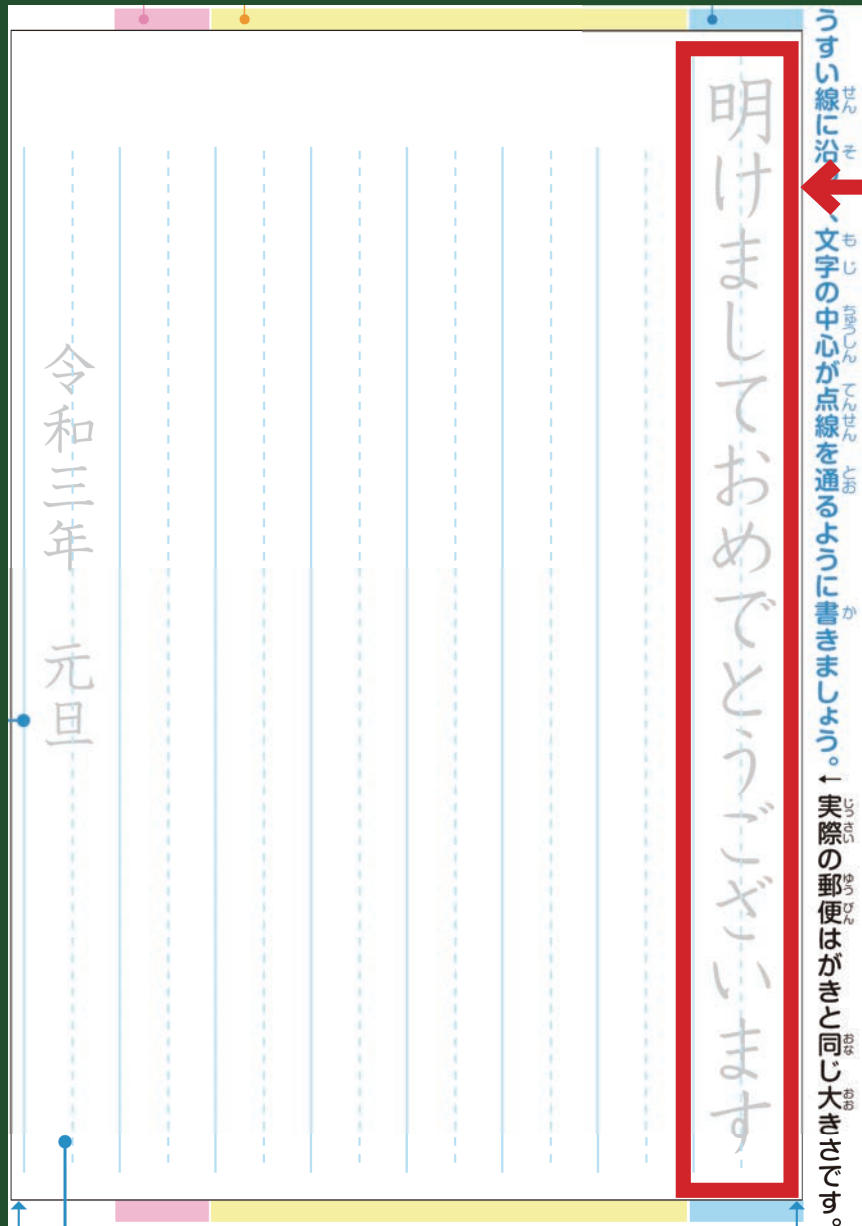 うすい線に沿、文字の中心が点線を通るように書きましょう。←実際の郵便はがきと同じ大きさです。
明けましておめでとうございます
令和三年　元旦